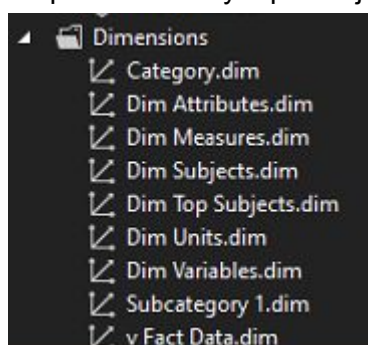 Dimensions
Category.dim
Dim Attributes.dim
Dim Measures.dim
Dim Subjects.dim
Dim Top Subjects.dim
Dim Units.dim
Dim Variables.dim
Subcategory 1.dim
v Fact Data.dim